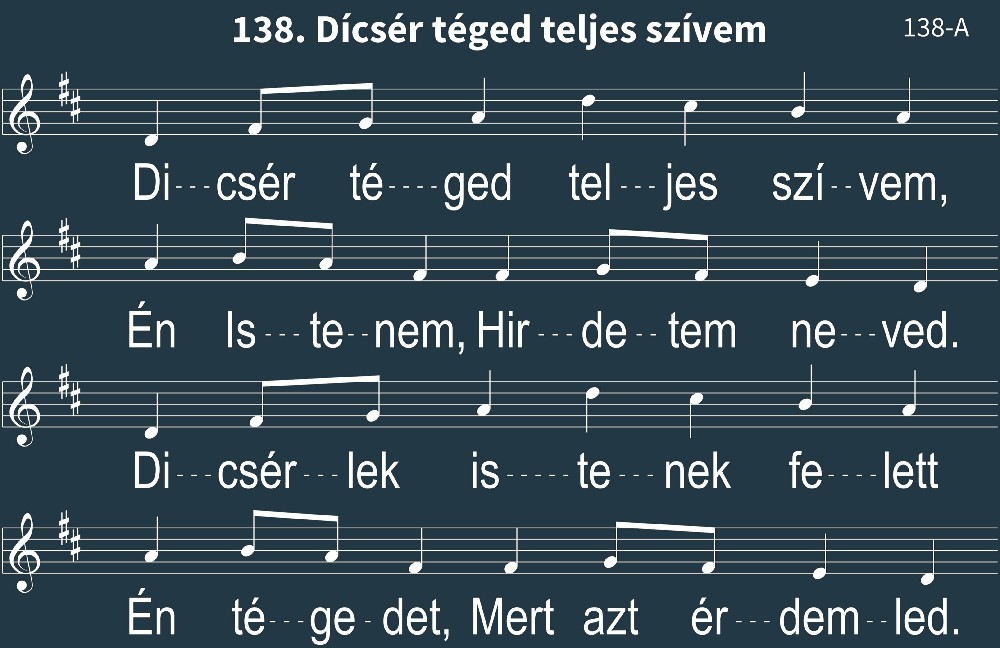 138. Dícsér téged teljes szívem
138-A
Di---csér té----ged tel---jes szí--vem,
Én Is---te--nem, Hir---de--tem ne---ved.
Di---csér---lek is-----te---nek fe----lett
Én té---ge-det, Mert azt ér---dem--led.